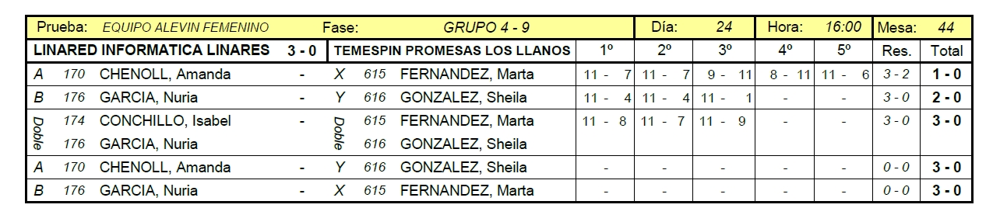 Prueba: EQUIPO ALEVIN FEMENINO Fase: GRUPO 4 - 9 Día: 24 Hora: 16:00 Mesa: 44
LINARED INFORMATICA LINARES 3 - 0 TEMESPIN PROMESAS LOS LLANOS 1º 2º 3º 4º 5º Res. Total
A 170 CHENOLL, Amanda - X 615 FERNANDEZ, Marta 11 - 7 11 - 7 9 - 11 8 - 11 11 - 6 3 - 2 1 - 0
B 176 GARCIA, Nuria - Y 616 GONZALEZ, Sheila 11 - 4 11 - 4 11 - 1 - - 3 - 0 2 - 0
Doble 174 CONCHILLO, Isabel - Doble 615 FERNANDEZ, Marta 11 - 8 11 - 7 11 - 9 - - 3 - 0 3 - 0
176 GARCIA, Nuria 616 GONZALEZ, Sheila
A 170 CHENOLL, Amanda - Y 616 GONZALEZ, Sheila - - - - - 0 - 0 3 - 0
B 176 GARCIA, Nuria - X 615 FERNANDEZ, Marta - - - - - 0 - 0 3 - 0